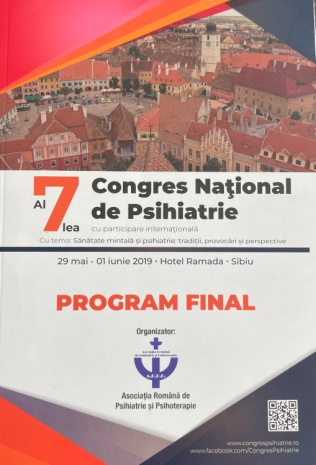 Al 7 lea
Congres Naţional
de Psihiatrie
cu participare internaţională
Cu tema: Sănătate mintală şi psihiatrie: tradiţii, provocări şi perspective
29 mai - 01 iunie 2019 • Hotel Ramada • Sibiu
PROGRAM FINAL
Organizator:
A.R.P.P.
Asociaţia Română de
Psihiatrie și Psihoterapie
www.congrespsihiatrie.ro
www.facebook.com/CongresPsihiatrie